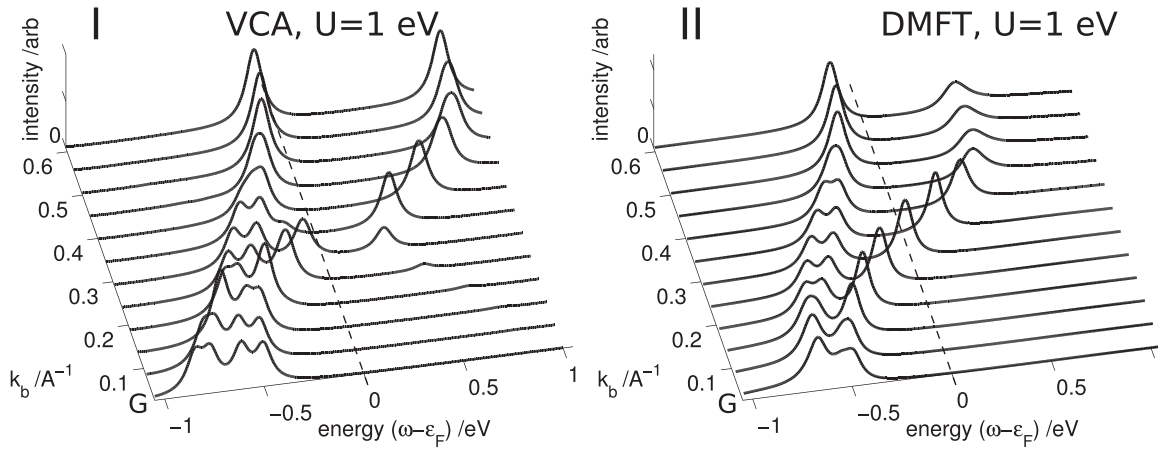 I
VCA, U=1 eV
intensity /arb
0
0.6
0.5
0.4
0.3
0.2
0.1
G
k_b /A⁻¹
−1
−0.5
0
0.5
1
energy (ω−ε_F) /eV
II
DMFT, U=1 eV
intensity /arb
0
0.6
0.5
0.4
0.3
0.2
0.1
G
k_b /A⁻¹
−1
−0.5
0
0.5
energy (ω−ε_F) /eV